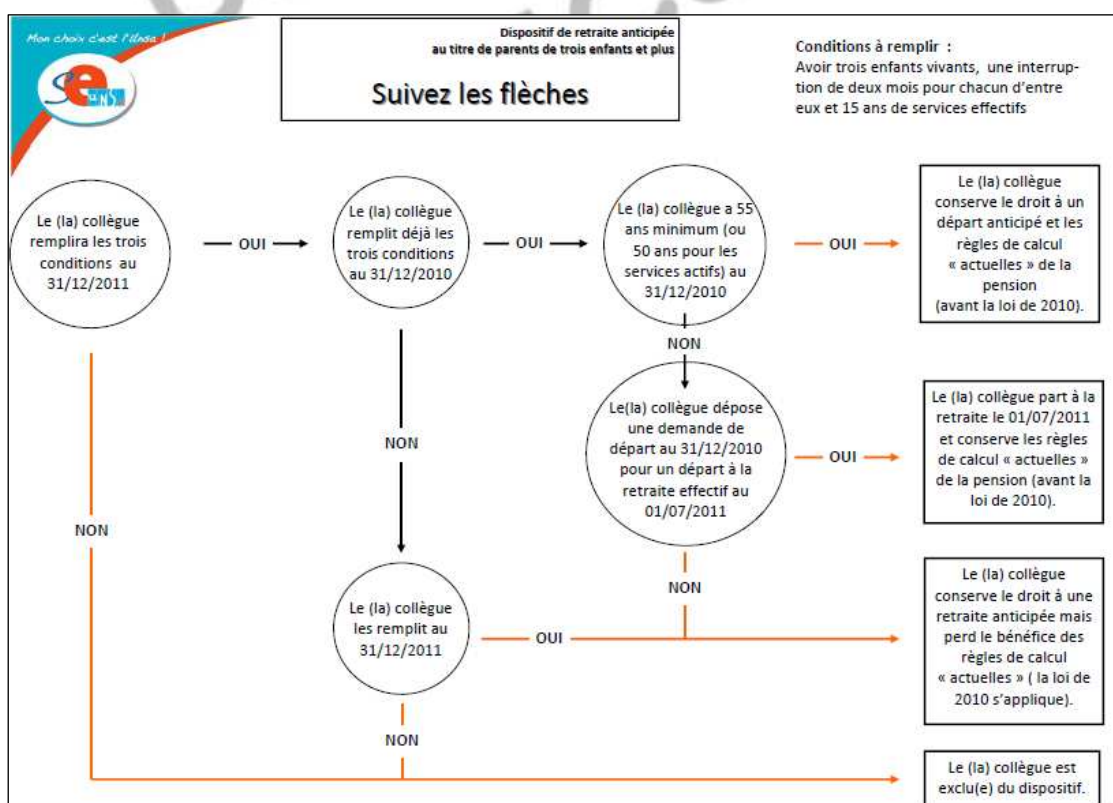 Mon choix c'est l'Unsa !
Se
UNSa
Dispositif de retraite anticipée
au titre de parents de trois enfants et plus
Suivez les flèches
Conditions à remplir :
Avoir trois enfants vivants, une interrup-
tion de deux mois pour chacun d'entre
eux et 15 ans de services effectifs
Le (la) collègue
remplira les trois
conditions au
31/12/2011
OUI
Le (la) collègue
remplit déjà les
trois conditions
au 31/12/2010
OUI
Le (la) collègue a 55
ans minimum (ou
50 ans pour les
services actifs) au
31/12/2010
OUI
Le (la) collègue
conserve le droit à un
départ anticipé et les
règles de calcul
« actuelles » de la
pension
(avant la loi de 2010).
NON
Le(la) collègue dépose
une demande de
départ au 31/12/2010
pour un départ à la
retraite effectif au
01/07/2011
OUI
Le (la) collègue part à la
retraite le 01/07/2011
et conserve les règles
de calcul « actuelles »
de la pension (avant la
loi de 2010).
NON
NON
NON
Le (la) collègue
les remplit au
31/12/2011
OUI
Le (la) collègue
conserve le droit à une
retraite anticipée mais
perd le bénéfice des
règles de calcul
« actuelles » ( la loi de
2010 s'applique).
NON
Le (la) collègue est
exclu(e) du dispositif.